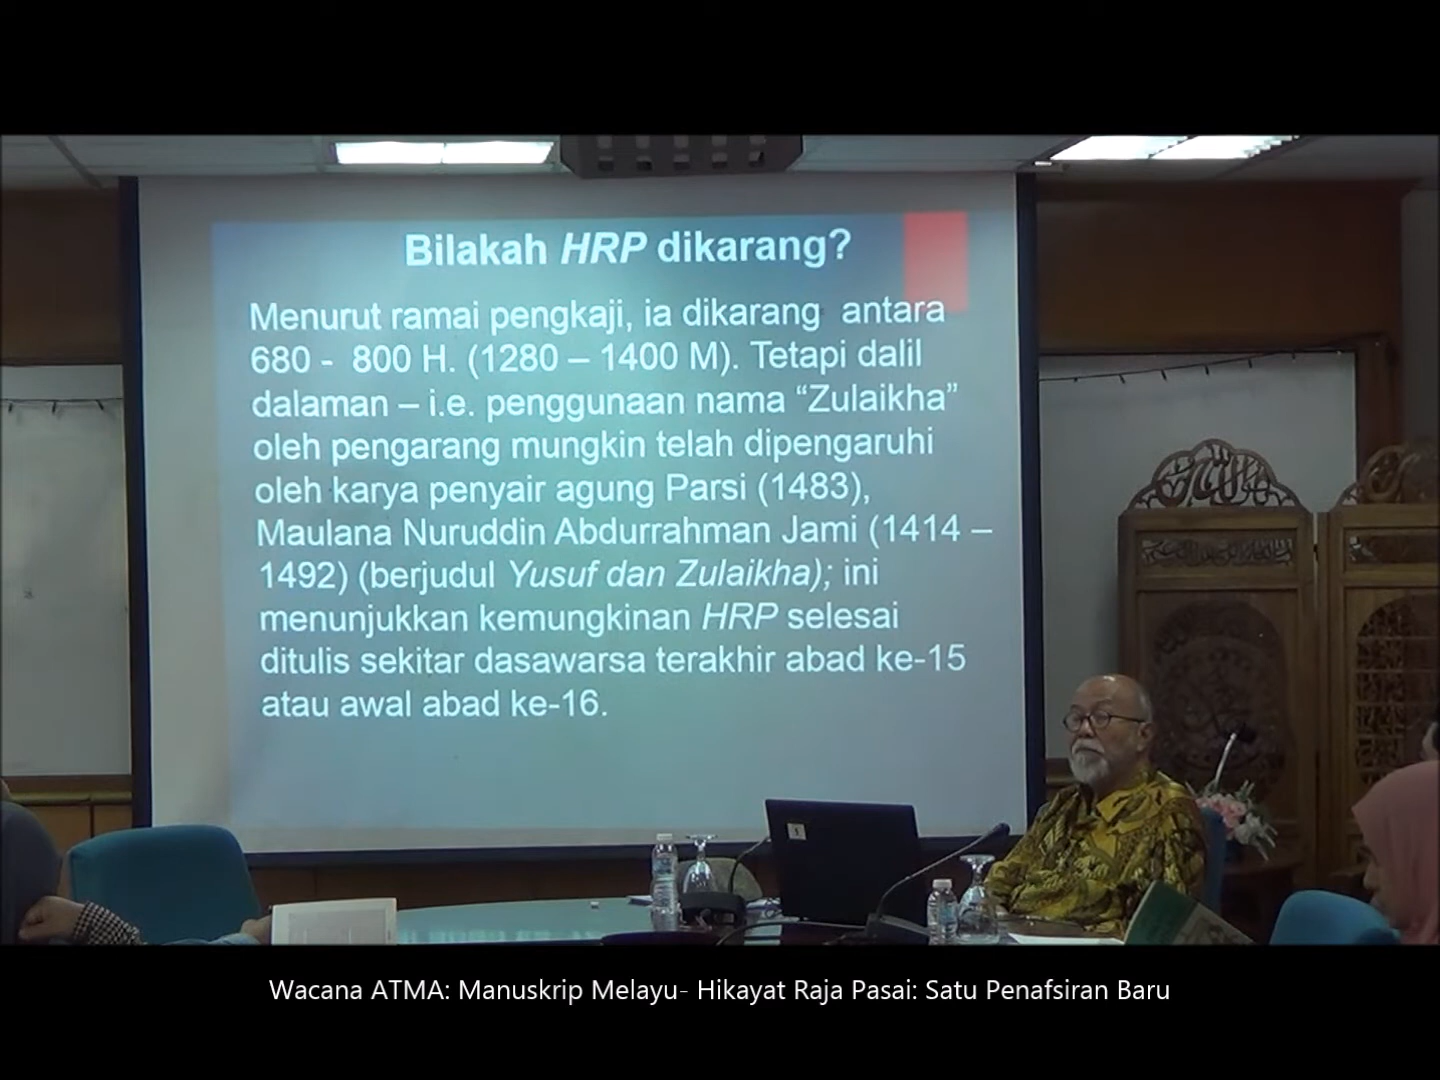 Bilakah HRP dikarang?
Menurut ramai pengkaji, ia dikarang antara
680 - 800 H. (1280 – 1400 M). Tetapi dalil
dalaman – i.e. penggunaan nama “Zulaikha”
oleh pengarang mungkin telah dipengaruhi
oleh karya penyair agung Parsi (1483),
Maulana Nuruddin Abdurrahman Jami (1414 –
1492) (berjudul Yusuf dan Zulaikha); ini
menunjukkan kemungkinan HRP selesai
ditulis sekitar dasawarsa terakhir abad ke-15
atau awal abad ke-16.
Wacana ATMA: Manuskrip Melayu- Hikayat Raja Pasai: Satu Penafsiran Baru